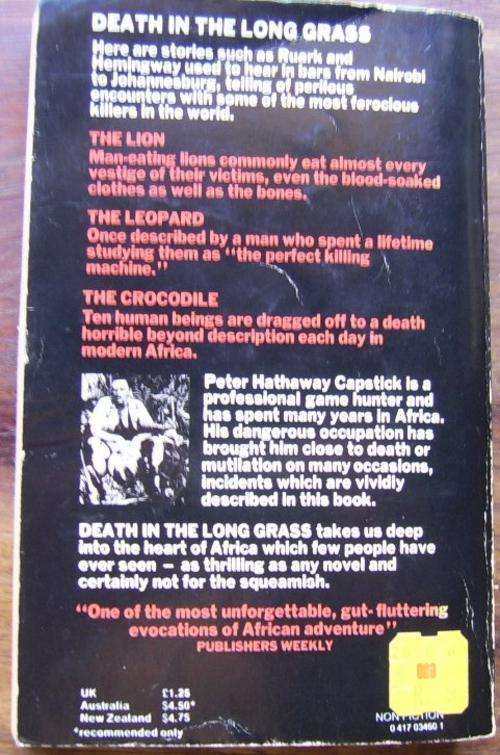 DEATH IN THE LONG GRASS
Here are stories such as Ruark and
Hemingway used to hear in bars from Nairobi
to Johannesburg, telling of perilous
encounters with some of the most ferocious
killers in the world.
THE LION
Man-eating lions commonly eat almost every
vestige of their victims, even the blood-soaked
clothes as well as the bones.
THE LEOPARD
Once described by a man who spent a lifetime
studying them as "the perfect killing
machine."
THE CROCODILE
Ten human beings are dragged off to a death
horrible beyond description each day in
modern Africa.
Peter Hathaway Capstick is a
professional game hunter and
has spent many years in Africa.
His dangerous occupation has
brought him close to death or
mutilation on many occasions,
incidents which are vividly
described in this book.
DEATH IN THE LONG GRASS takes us deep
into the heart of Africa which few people have
ever seen — as thrilling as any novel and
certainly not for the squeamish.
"One of the most unforgettable, gut-fluttering
evocations of African adventure"
PUBLISHERS WEEKLY
UK £1.25
Australia $4.50*
New Zealand $4.75
*recommended only
NON FICTION
0 417 03450 1